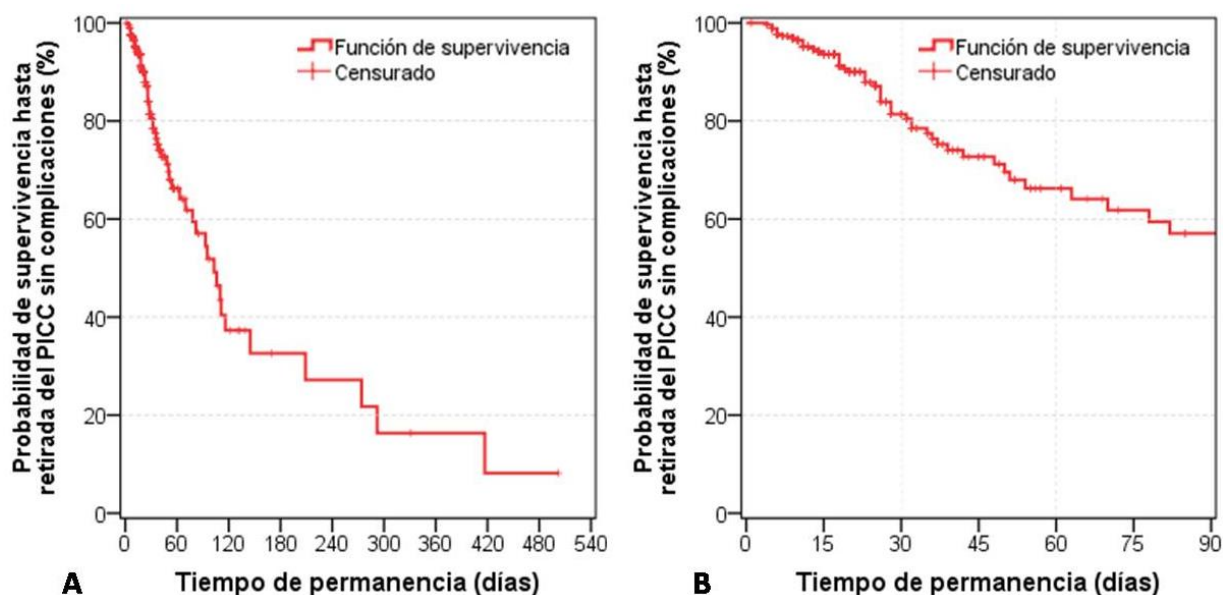 Probabilidad de supervivencia hasta
retirada del PICC sin complicaciones (%)
100
80
60
40
20
0
Función de supervivencia
Censurado
0 60 120 180 240 300 360 420 480 540
A Tiempo de permanencia (días)
Probabilidad de supervivencia hasta
retirada del PICC sin complicaciones (%)
100
80
60
40
20
0
Función de supervivencia
Censurado
0 15 30 45 60 75 90
B Tiempo de permanencia (días)